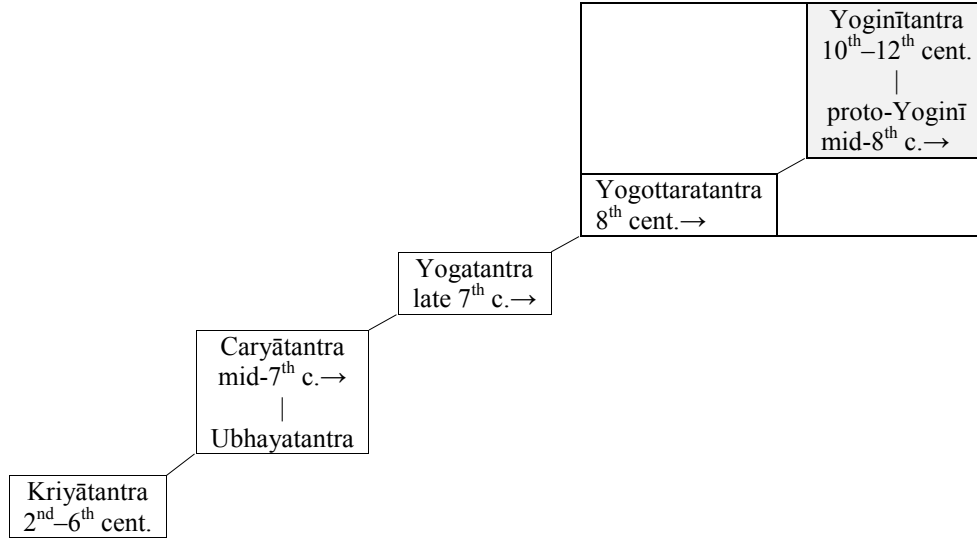 Yoginītantra
10th–12th cent.
|
proto-Yoginī
mid-8th c.→
Yogottaratantra
8th cent.→
Yogatantra
late 7th c.→
Caryātantra
mid-7th c.→
|
Ubhayatantra
Kriyātantra
2nd–6th cent.